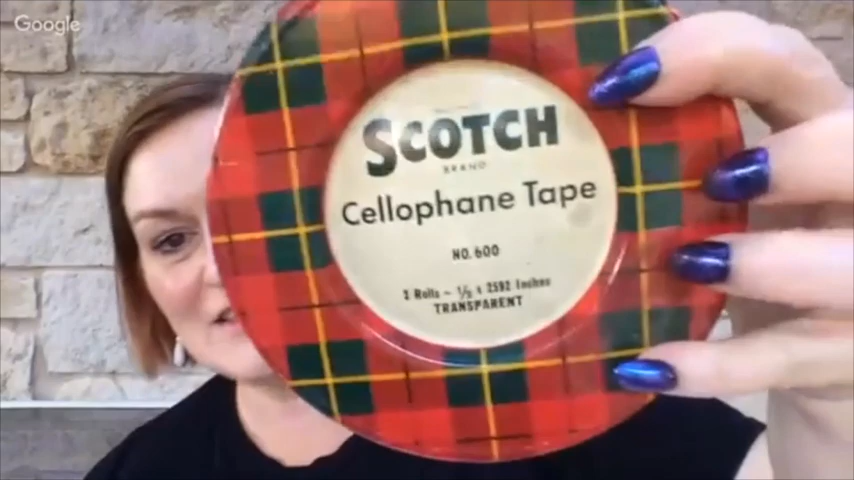 Google
SCOTCH
BRAND
Cellophane Tape
NO. 600
2 Rolls - 1/2 x 2592 Inches
TRANSPARENT